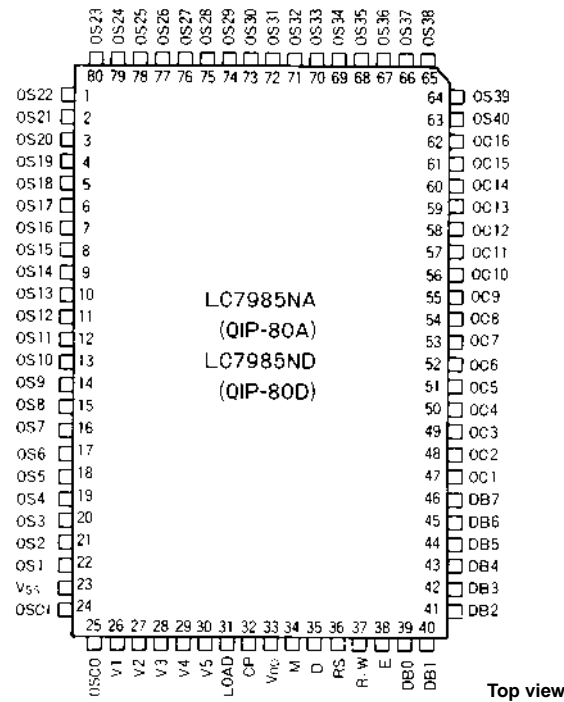 OS23 OS24 OS25 OS26 OS27 OS28 OS29 OS30 OS31 OS32 OS33 OS34 OS35 OS36 OS37 OS38
80 79 78 77 76 75 74 73 72 71 70 69 68 67 66 65
OS22 1 64 OS39
OS21 2 63 OS40
OS20 3 62 OC16
OS19 4 61 OC15
OS18 5 60 OC14
OS17 6 59 OC13
OS16 7 58 OC12
OS15 8 57 OC11
OS14 9 56 OC10
OS13 10 55 OC9
OS12 11 54 OC8
OS11 12 53 OC7
OS10 13 52 OC6
OS9 14 51 OC5
OS8 15 50 OC4
OS7 16 49 OC3
OS6 17 48 OC2
OS5 18 47 OC1
OS4 19 46 DB7
OS3 20 45 DB6
OS2 21 44 DB5
OS1 22 43 DB4
Vss 23 42 DB3
OSCI 24 41 DB2
LC7985NA
(QIP-80A)
LC7985ND
(QIP-80D)
25 26 27 28 29 30 31 32 33 34 35 36 37 38 39 40
OSCO V1 V2 V3 V4 V5 LOAD CP VDD M D RS R/W E DB0 DB1
Top view